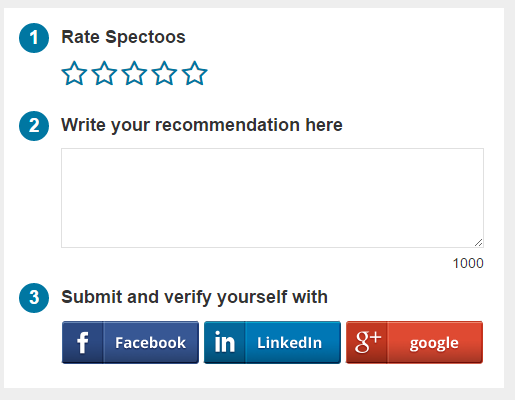 1 Rate Spectoos
2 Write your recommendation here
1000
3 Submit and verify yourself with
f Facebook in LinkedIn g+ google